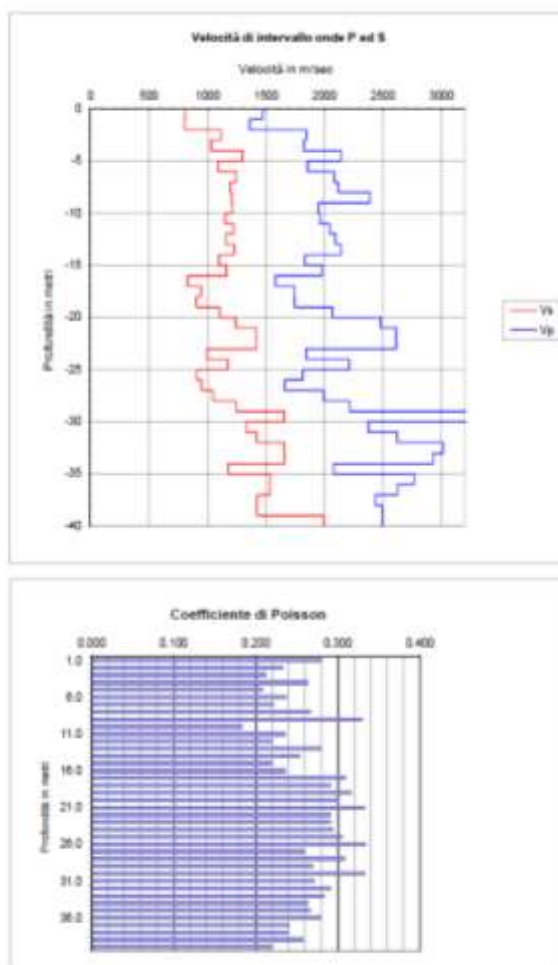 Velocità di intervallo onde P ed S
Velocità in m/sec
0 500 1000 1500 2000 2500 3000
0
-5
-10
-15
-20
-25
-30
-35
-40
Profondità in metri
Vs
Vp
Coefficiente di Poisson
0.000 0.100 0.200 0.300 0.400
1.0
6.0
11.0
16.0
21.0
26.0
31.0
36.0
Profondità in metri